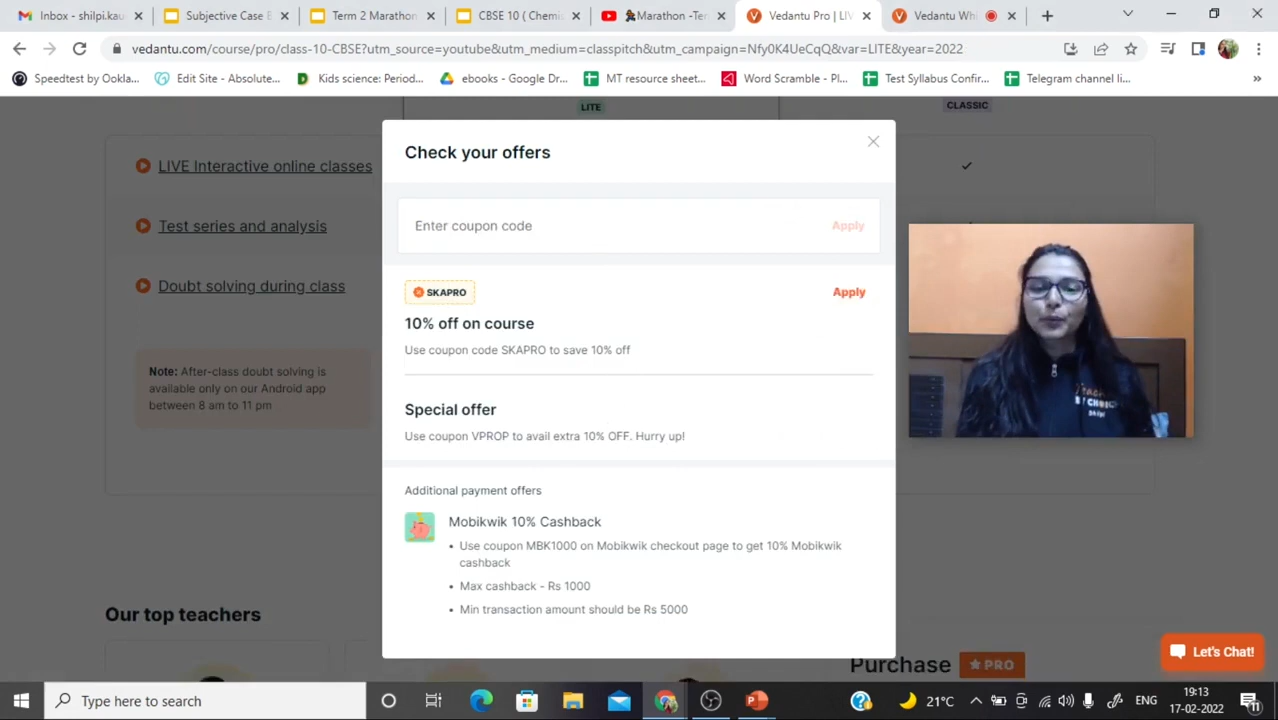 Inbox - shilpi.kau
Subjective Case B
Term 2 Marathon
CBSE 10 ( Chemic
Marathon -Ter
Vedantu Pro | LIV
Vedantu Whi
vedantu.com/course/pro/class-10-CBSE?utm_source=youtube&utm_medium=classpitch&utm_campaign=Nfy0K4UeCqQ&var=LITE&year=2022
Speedtest by Ookla...
Edit Site - Absolute...
Kids science: Period...
ebooks - Google Dr...
MT resource sheet...
Word Scramble - Pl...
Test Syllabus Confir...
Telegram channel li...
»
LITE
CLASSIC
LIVE Interactive online classes
Test series and analysis
Doubt solving during class
Note: After-class doubt solving is
available only on our Android app
between 8 am to 11 pm
Our top teachers
Check your offers
Enter coupon code
Apply
SKAPRO
Apply
10% off on course
Use coupon code SKAPRO to save 10% off
Special offer
Use coupon VPROP to avail extra 10% OFF. Hurry up!
Additional payment offers
Mobikwik 10% Cashback
• Use coupon MBK1000 on Mobikwik checkout page to get 10% Mobikwik
cashback
• Max cashback - Rs 1000
• Min transaction amount should be Rs 5000
Purchase PRO
Let's Chat!
Type here to search
21°C
ENG
19:13
17-02-2022
11